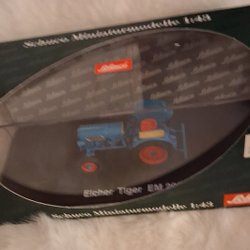 Schuco Miniaturmodelle 1:43
Schuco
Eicher Tiger EM
Schuco Miniaturmodelle 1:43